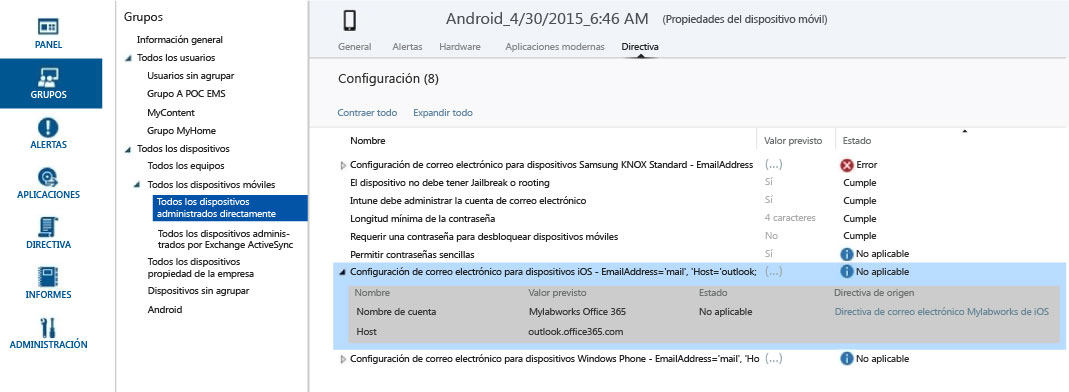 PANEL
GRUPOS
ALERTAS
APLICACIONES
DIRECTIVA
INFORMES
ADMINISTRACIÓN
Grupos
Información general
Todos los usuarios
Usuarios sin agrupar
Grupo A POC EMS
MyContent
Grupo MyHome
Todos los dispositivos
Todos los equipos
Todos los dispositivos móviles
Todos los dispositivos
administrados directamente
Todos los dispositivos adminis-
trados por Exchange ActiveSync
Todos los dispositivos
propiedad de la empresa
Dispositivos sin agrupar
Android
Android_4/30/2015_6:46 AM (Propiedades del dispositivo móvil)
General Alertas Hardware Aplicaciones modernas Directiva
Configuración (8)
Contraer todo Expandir todo
Nombre Valor previsto Estado
Configuración de correo electrónico para dispositivos Samsung KNOX Standard - EmailAddress (...) Error
El dispositivo no debe tener Jailbreak o rooting Sí Cumple
Intune debe administrar la cuenta de correo electrónico Sí Cumple
Longitud mínima de la contraseña 4 caracteres Cumple
Requerir una contraseña para desbloquear dispositivos móviles No Cumple
Permitir contraseñas sencillas Sí No aplicable
Configuración de correo electrónico para dispositivos iOS - EmailAddress='mail', 'Host='outlook; (...) No aplicable
Nombre Valor previsto Estado Directiva de origen
Nombre de cuenta Mylabworks Office 365 No aplicable Directiva de correo electrónico Mylabworks de iOS
Host outlook.office365.com
Configuración de correo electrónico para dispositivos Windows Phone - EmailAddress='mail', 'Ho (...) No aplicable